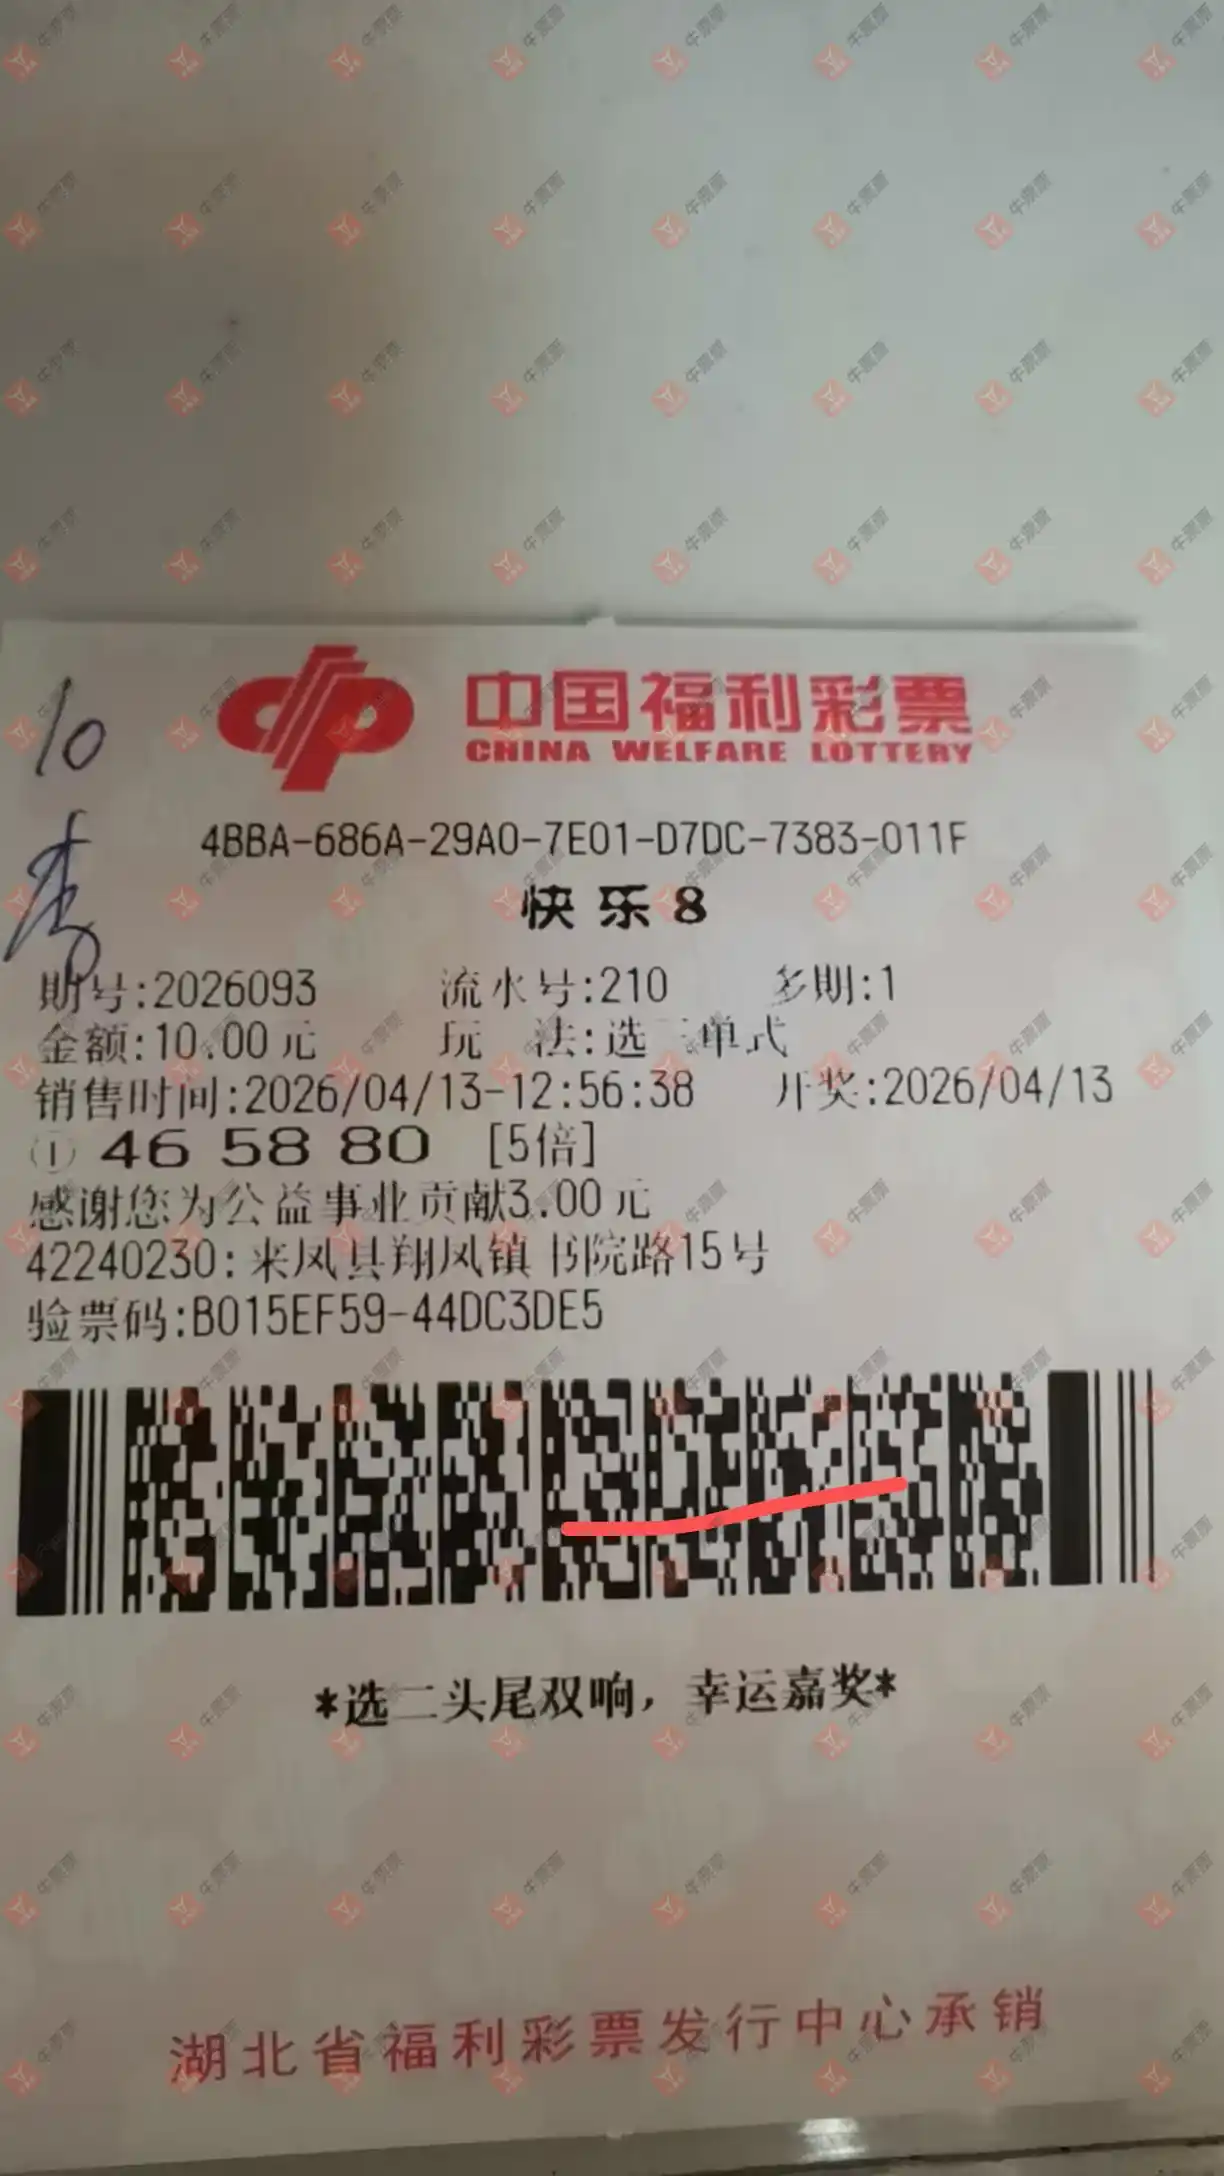 中国福利彩票
CHINA WELFARE LOTTERY
10
4BBA-686A-29A0-7E01-D7DC-7383-011F
快乐8
期号:2026093 流水号:210 多期:1
金额:10.00元 玩 法:选三单式
销售时间:2026/04/13-12:56:38 开奖:2026/04/13
① 46 58 80 [5倍]
感谢您为公益事业贡献3.00元
42240230:来凤县翔凤镇书院路15号
验票码:B015EF59-44DC3DE5
*选二头尾双响,幸运嘉奖*
湖北省福利彩票发行中心承销